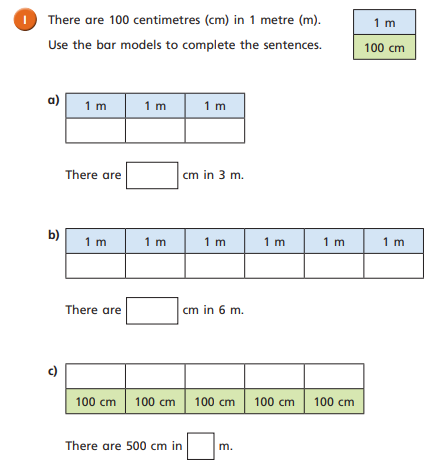 1 There are 100 centimetres (cm) in 1 metre (m).
Use the bar models to complete the sentences.
1 m
100 cm
a) 1 m 1 m 1 m
There are cm in 3 m.
b) 1 m 1 m 1 m 1 m 1 m 1 m
There are cm in 6 m.
c)
100 cm 100 cm 100 cm 100 cm 100 cm
There are 500 cm in m.